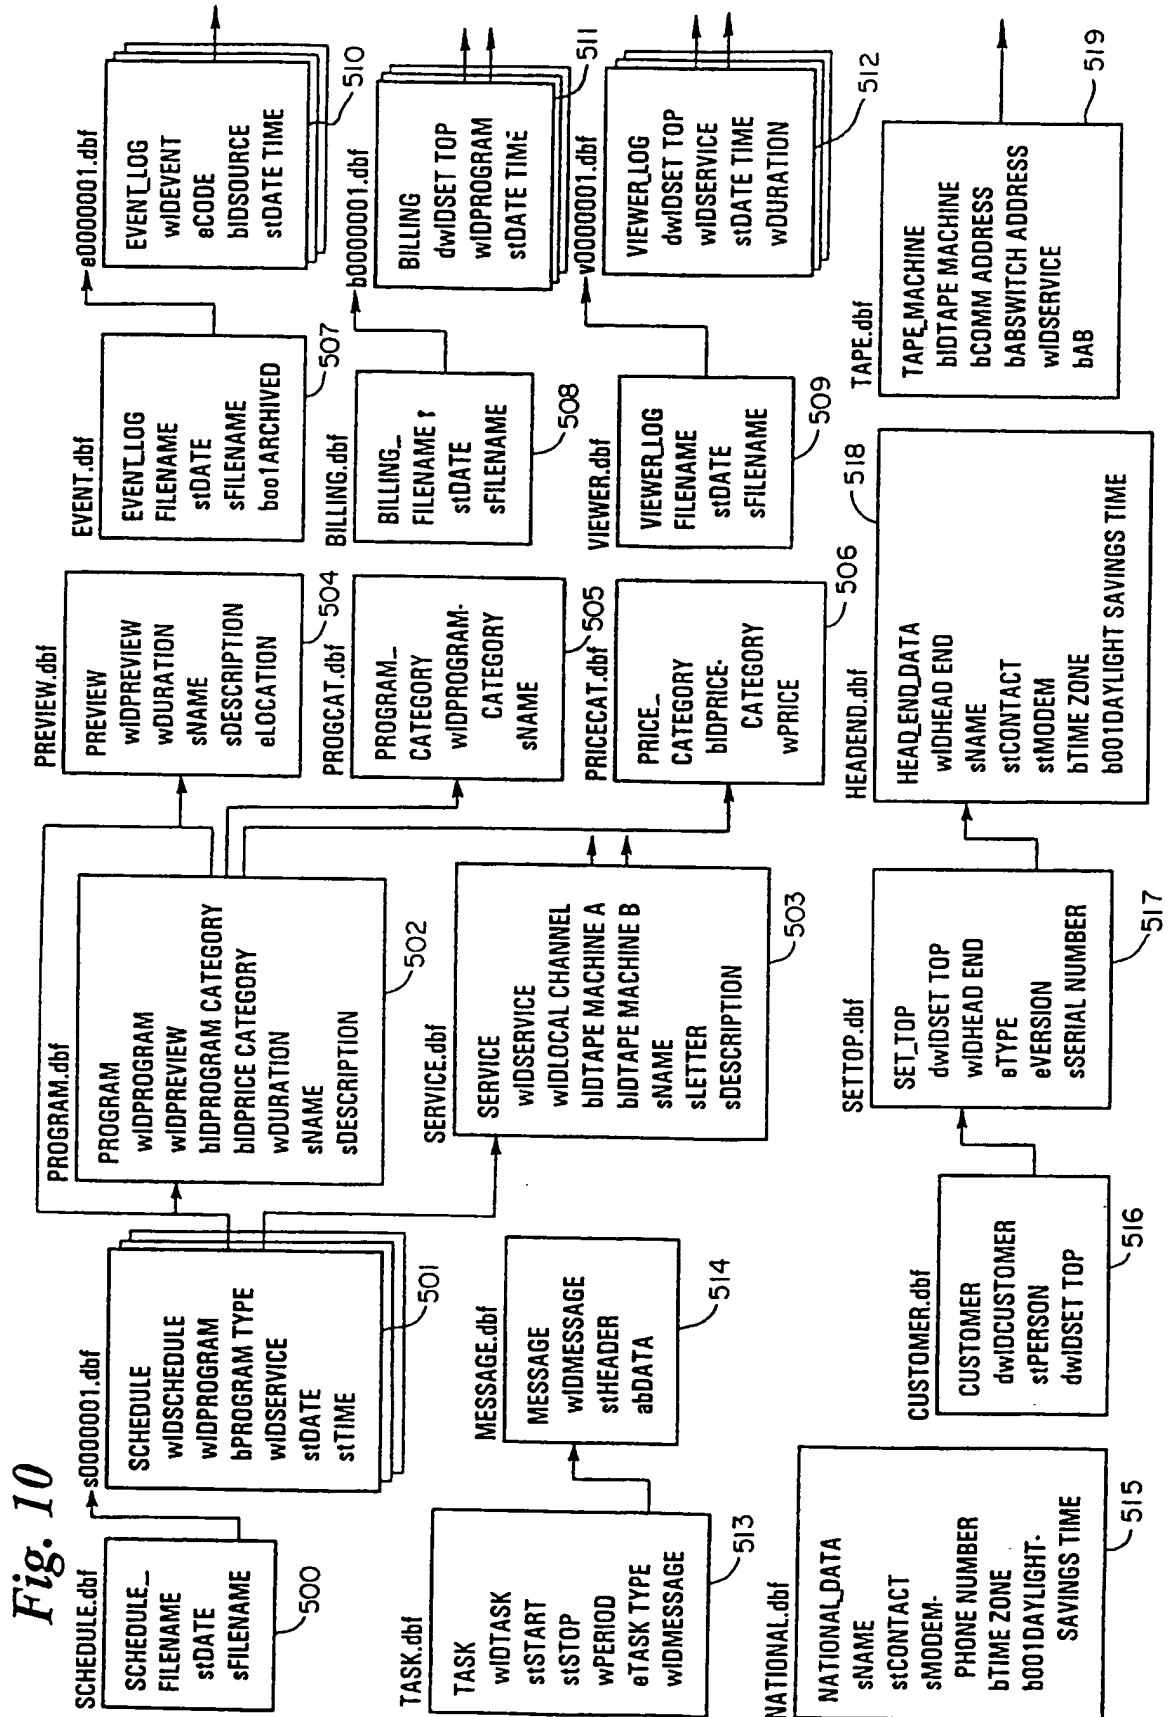 Fig. 10
SCHEDULE.dbf
SCHEDULE_
FILENAME
stDATE
sFILENAME
500
s0000001.dbf
SCHEDULE
wIDSCHEDULE
wIDPROGRAM
bPROGRAM TYPE
wIDSERVICE
stDATE
stTIME
501
PROGRAM.dbf
PROGRAM
wIDPROGRAM
wIDPREVIEW
bIDPROGRAM CATEGORY
bIDPRICE CATEGORY
wDURATION
sNAME
sDESCRIPTION
502
SERVICE.dbf
SERVICE
wIDSERVICE
wIDLOCAL CHANNEL
bIDTAPE MACHINE A
bIDTAPE MACHINE B
sNAME
sLETTER
sDESCRIPTION
503
PREVIEW.dbf
PREVIEW
wIDPREVIEW
wDURATION
sNAME
sDESCRIPTION
eLOCATION
504
PROGCAT.dbf
PROGRAM_
CATEGORY
wIDPROGRAM-
CATEGORY
sNAME
505
PRICECAT.dbf
PRICE_
CATEGORY
bIDPRICE-
CATEGORY
wPRICE
506
EVENT.dbf
EVENT_LOG
FILENAME
stDATE
sFILENAME
boo1ARCHIVED
507
BILLING.dbf
BILLING_
FILENAME
stDATE
sFILENAME
508
VIEWER.dbf
VIEWER_LOG
FILENAME
stDATE
sFILENAME
509
e0000001.dbf
EVENT_LOG
wIDEVENT
eCODE
bIDSOURCE
stDATE TIME
510
b0000001.dbf
BILLING
dwIDSET TOP
wIDPROGRAM
stDATE TIME
511
v0000001.dbf
VIEWER_LOG
dwIDSET TOP
wIDSERVICE
stDATE TIME
wDURATION
512
TASK.dbf
TASK
wIDTASK
stSTART
stSTOP
wPERIOD
eTASK TYPE
wIDMESSAGE
513
MESSAGE.dbf
MESSAGE
wIDMESSAGE
stHEADER
abDATA
514
NATIONAL.dbf
NATIONAL_DATA
sNAME
stCONTACT
sMODEM-
PHONE NUMBER
bTIME ZONE
b001DAYLIGHT-
SAVINGS TIME
515
CUSTOMER.dbf
CUSTOMER
dwIDCUSTOMER
stPERSON
dwIDSET TOP
516
SETTOP.dbf
SET_TOP
dwIDSET TOP
wIDHEAD END
eTYPE
eVERSION
sSERIAL NUMBER
517
HEADEND.dbf
HEAD_END_DATA
wIDHEAD END
sNAME
stCONTACT
stMODEM
bTIME ZONE
b001DAYLIGHT SAVINGS TIME
518
TAPE.dbf
TAPE_MACHINE
bIDTAPE MACHINE
bCOMM ADDRESS
bABSWITCH ADDRESS
wIDSERVICE
bAB
519